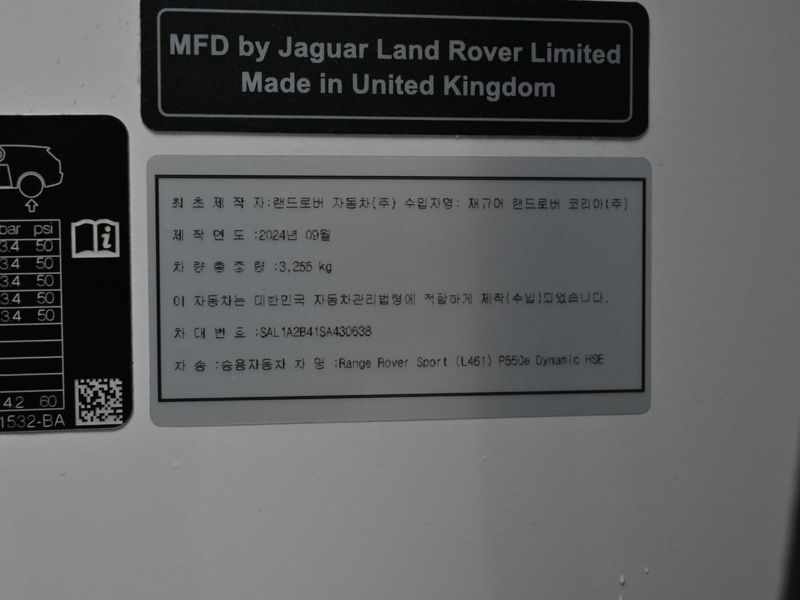 MFD by Jaguar Land Rover Limited
Made in United Kingdom
bar psi
3.4 50
3.4 50
3.4 50
3.4 50
3.4 50
4.2 60
1532-BA
최 초 제 작 자:랜드로버 자동차(주) 수입자명: 재규어 랜드로버 코리아(주)
제 작 연 도 :2024년 09월
차 량 총 중 량 :3,255 kg
이 자동차는 대한민국 자동차관리법령에 적합하게 제작(수입)되었습니다.
차 대 번 호 :SAL1A2B41SA430638
차 종 :승용자동차 차 명 :Range Rover Sport (L461) P550e Dynamic HSE